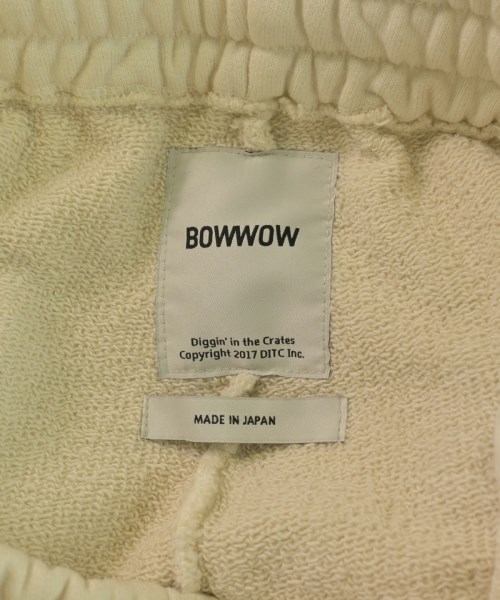 BOWWOW
Diggin' in the Crates
Copyright 2017 DITC Inc.
MADE IN JAPAN